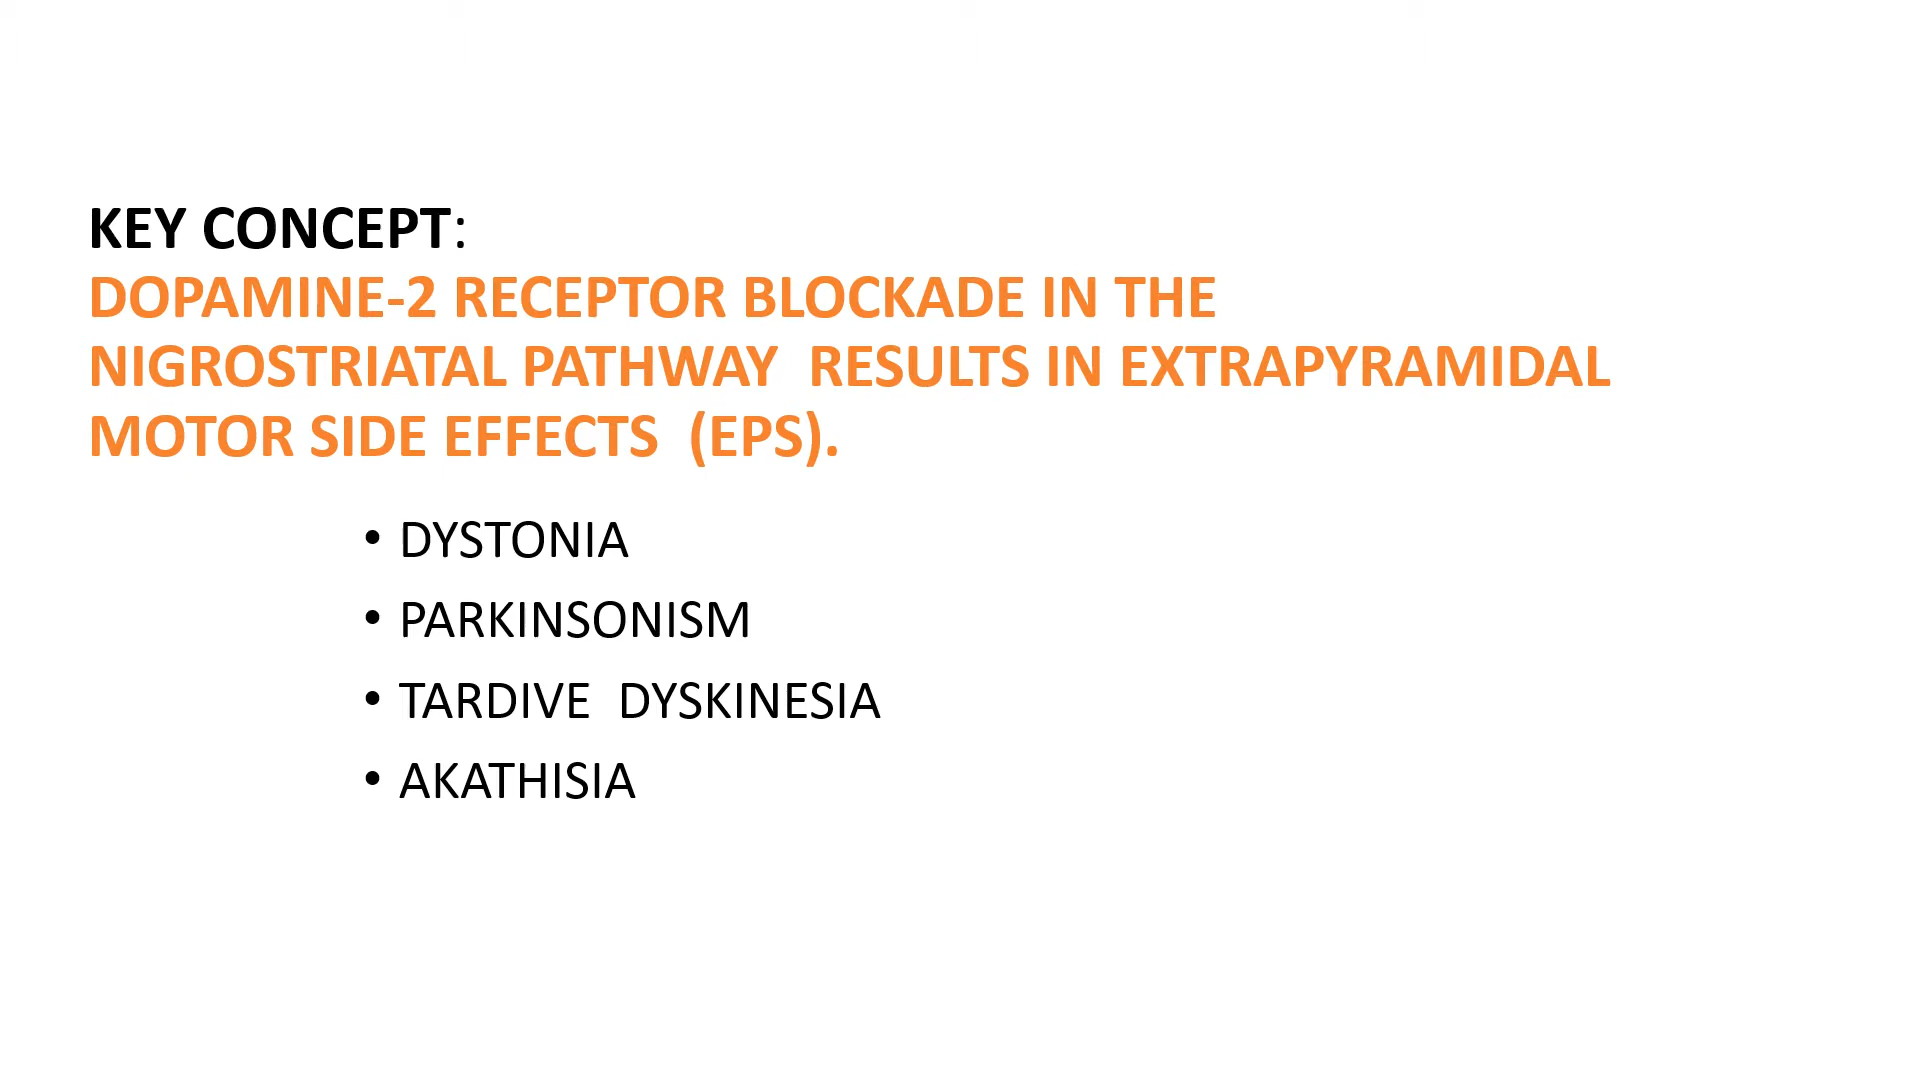 KEY CONCEPT:
DOPAMINE-2 RECEPTOR BLOCKADE IN THE
NIGROSTRIATAL PATHWAY  RESULTS IN EXTRAPYRAMIDAL
MOTOR SIDE EFFECTS  (EPS).
• DYSTONIA
• PARKINSONISM
• TARDIVE  DYSKINESIA
• AKATHISIA